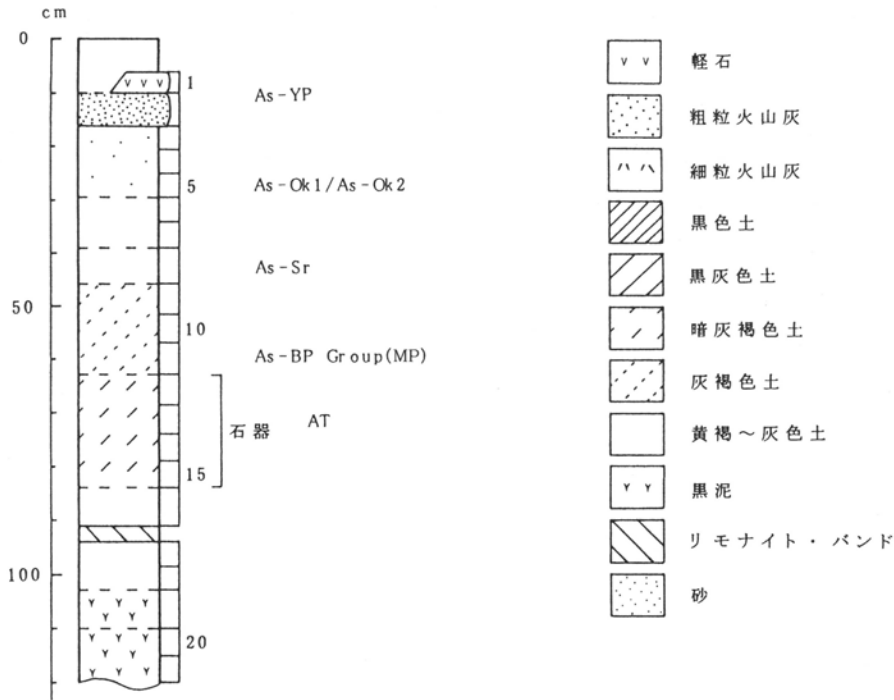 cm
0
1
As-YP
5
As-Ok1/As-Ok2
As-Sr
50
10
As-BP Group(MP)
石器
AT
15
100
20
軽石
粗粒火山灰
細粒火山灰
黒色土
黒灰色土
暗灰褐色土
灰褐色土
黄褐～灰色土
黒泥
リモナイト・バンド
砂